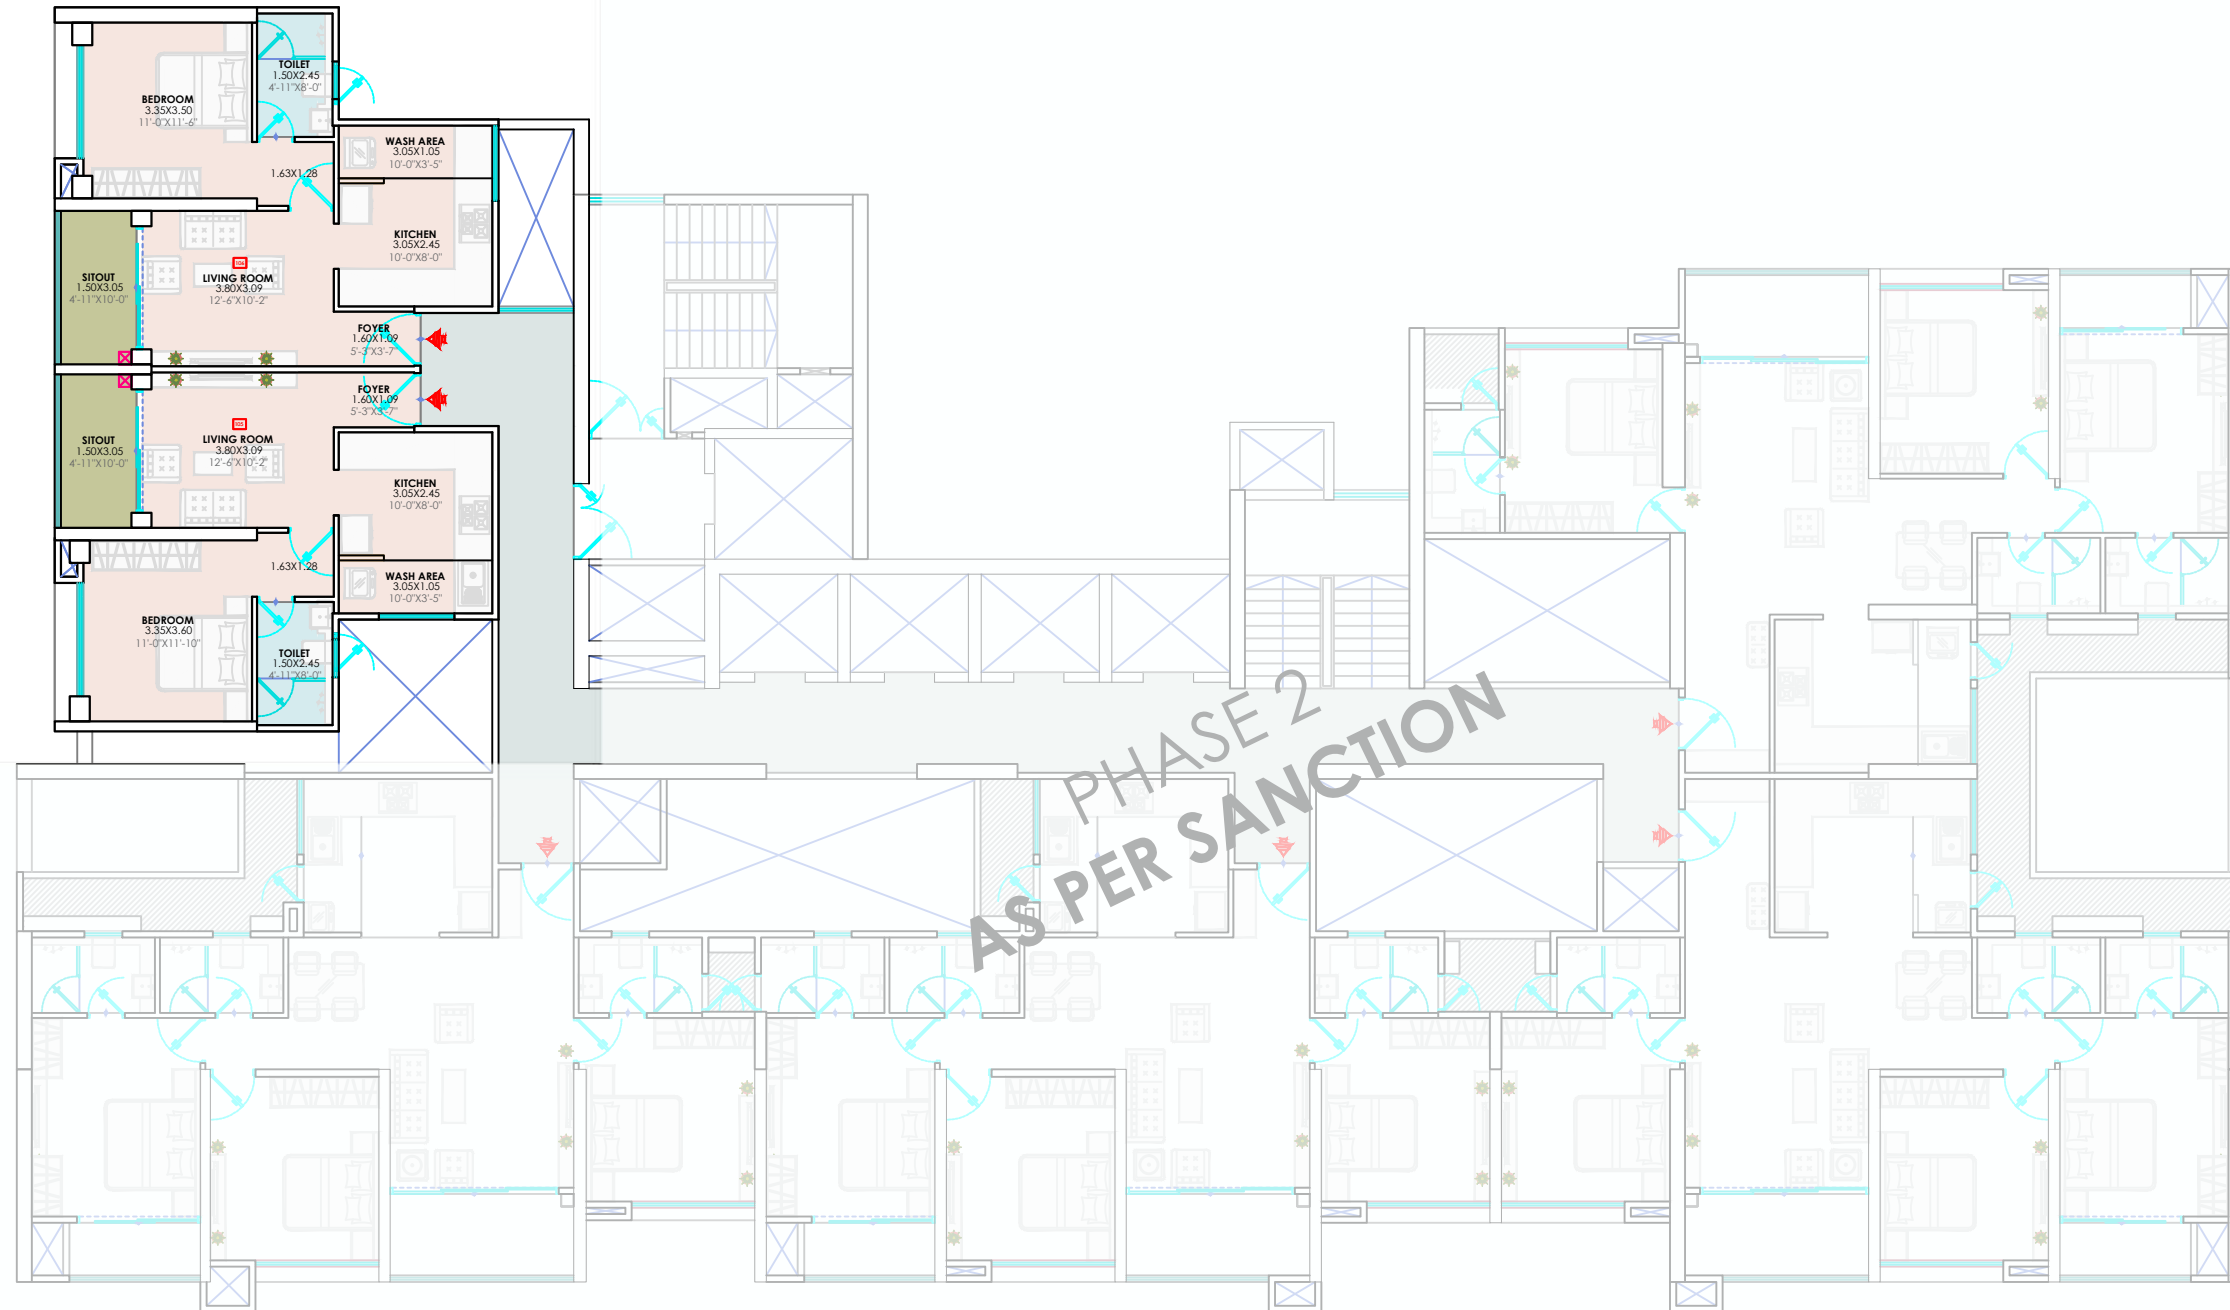 TOILET
1.50X2.45
4'-11"X8'-0"
BEDROOM
3.35X3.50
11'-0"X11'-6"
WASH AREA
3.05X1.05
10'-0"X3'-5"
1.63X1.28
KITCHEN
3.05X2.45
10'-0"X8'-0"
SITOUT
1.50X3.05
4'-11"X10'-0"
106
LIVING ROOM
3.80X3.09
12'-6"X10'-2"
FOYER
1.60X1.09
5'-3"X3'-7"
FOYER
1.60X1.09
5'-3"X3'-7"
SITOUT
1.50X3.05
4'-11"X10'-0"
105
LIVING ROOM
3.80X3.09
12'-6"X10'-2"
KITCHEN
3.05X2.45
10'-0"X8'-0"
1.63X1.28
WASH AREA
3.05X1.05
10'-0"X3'-5"
BEDROOM
3.35X3.60
11'-0"X11'-10"
TOILET
1.50X2.45
4'-11"X8'-0"
PHASE 2
AS PER SANCTION